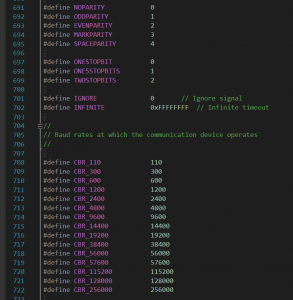 691 #define NOPARITY 0
692 #define ODDPARITY 1
693 #define EVENPARITY 2
694 #define MARKPARITY 3
695 #define SPACEPARITY 4
696
697 #define ONESTOPBIT 0
698 #define ONE5STOPBITS 1
699 #define TWOSTOPBITS 2
700
701 #define IGNORE 0 // Ignore signal
702 #define INFINITE 0xFFFFFFFF // Infinite timeout
703
704 //
705 // Baud rates at which the communication device operates
706 //
707
708 #define CBR_110 110
709 #define CBR_300 300
710 #define CBR_600 600
711 #define CBR_1200 1200
712 #define CBR_2400 2400
713 #define CBR_4800 4800
714 #define CBR_9600 9600
715 #define CBR_14400 14400
716 #define CBR_19200 19200
717 #define CBR_38400 38400
718 #define CBR_56000 56000
719 #define CBR_57600 57600
720 #define CBR_115200 115200
721 #define CBR_128000 128000
722 #define CBR_256000 256000